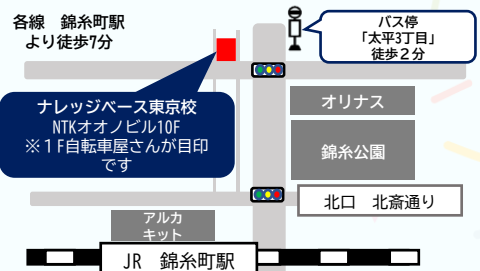 各線 錦糸町駅
より徒歩7分
バス停
「太平3丁目」
徒歩２分
ナレッジベース東京校
NTKオオノビル10F
※１F自転車屋さんが目印
です
オリナス
錦糸公園
北口 北斎通り
アルカ
キット
JR 錦糸町駅